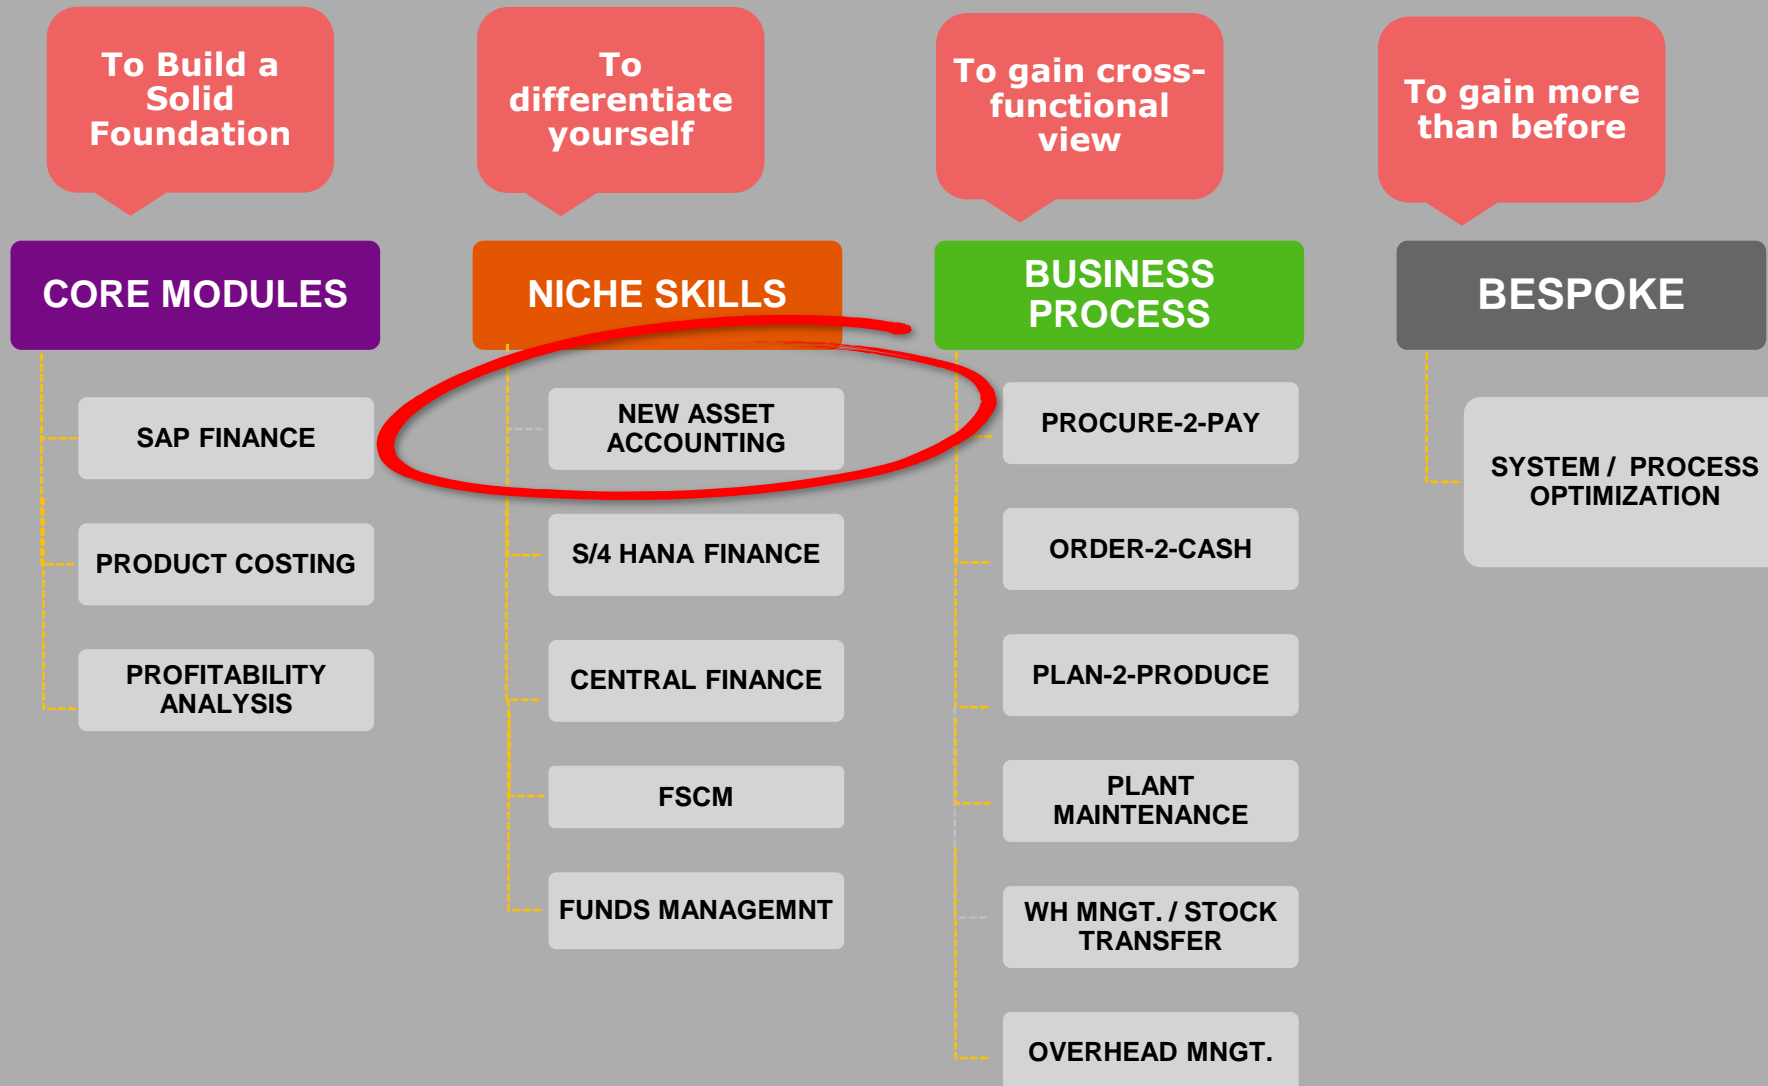 To Build a
Solid
Foundation
To
differentiate
yourself
To gain cross-
functional
view
To gain more
than before
CORE MODULES
NICHE SKILLS
BUSINESS
PROCESS
BESPOKE
SAP FINANCE
PRODUCT COSTING
PROFITABILITY
ANALYSIS
NEW ASSET
ACCOUNTING
S/4 HANA FINANCE
CENTRAL FINANCE
FSCM
FUNDS MANAGEMNT
PROCURE-2-PAY
ORDER-2-CASH
PLAN-2-PRODUCE
PLANT
MAINTENANCE
WH MNGT. / STOCK
TRANSFER
OVERHEAD MNGT.
SYSTEM / PROCESS
OPTIMIZATION